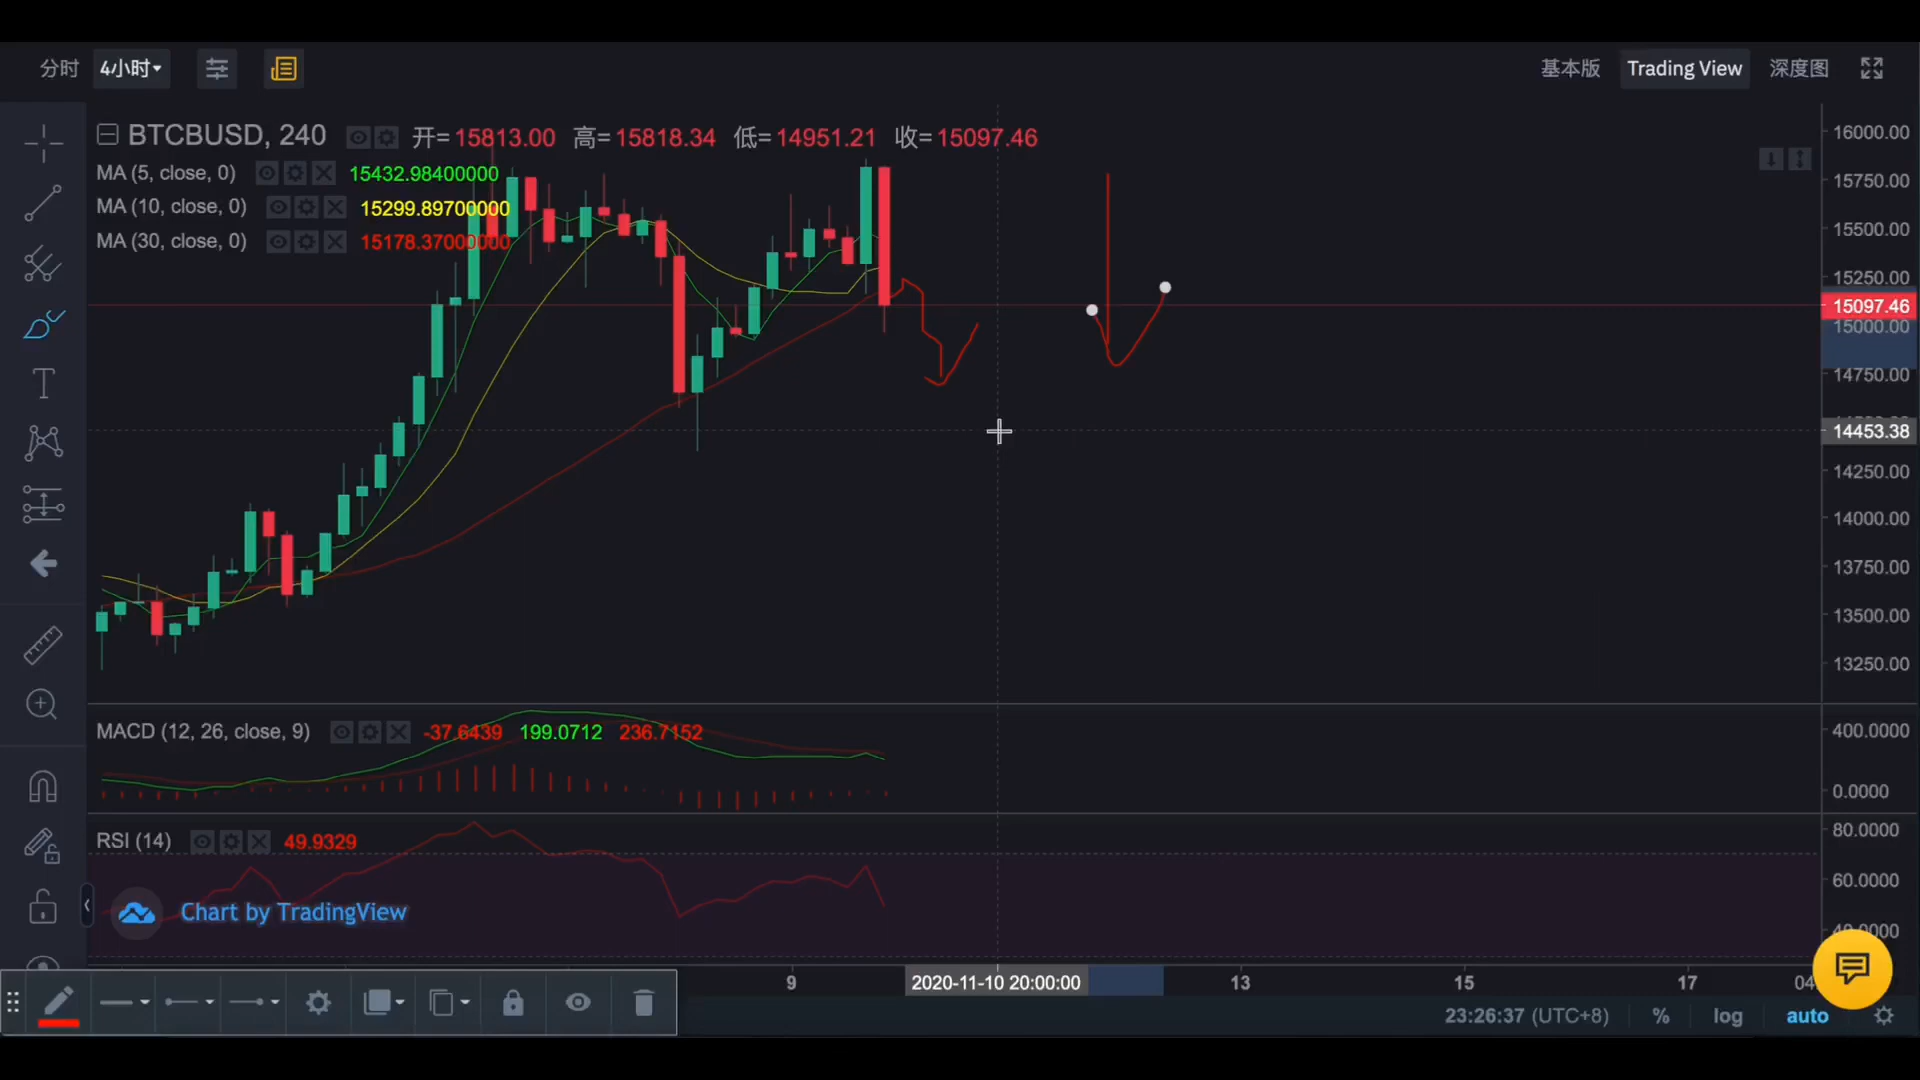 分时 4小时 基本版 Trading View 深度图
BTCBUSD, 240 开=15813.00 高=15818.34 低=14951.21 收=15097.46
MA (5, close, 0) 15432.98400000
MA (10, close, 0) 15299.89700000
MA (30, close, 0) 15178.37000000
16000.00
15750.00
15500.00
15250.00
15097.46
15000.00
14750.00
14453.38
14250.00
14000.00
13750.00
13500.00
13250.00
MACD (12, 26, close, 9) -37.6439 199.0712 236.7152
400.0000
0.0000
RSI (14) 49.9329
80.0000
60.0000
Chart by TradingView
9 2020-11-10 20:00:00 13 15 17
23:26:37 (UTC+8) % log auto